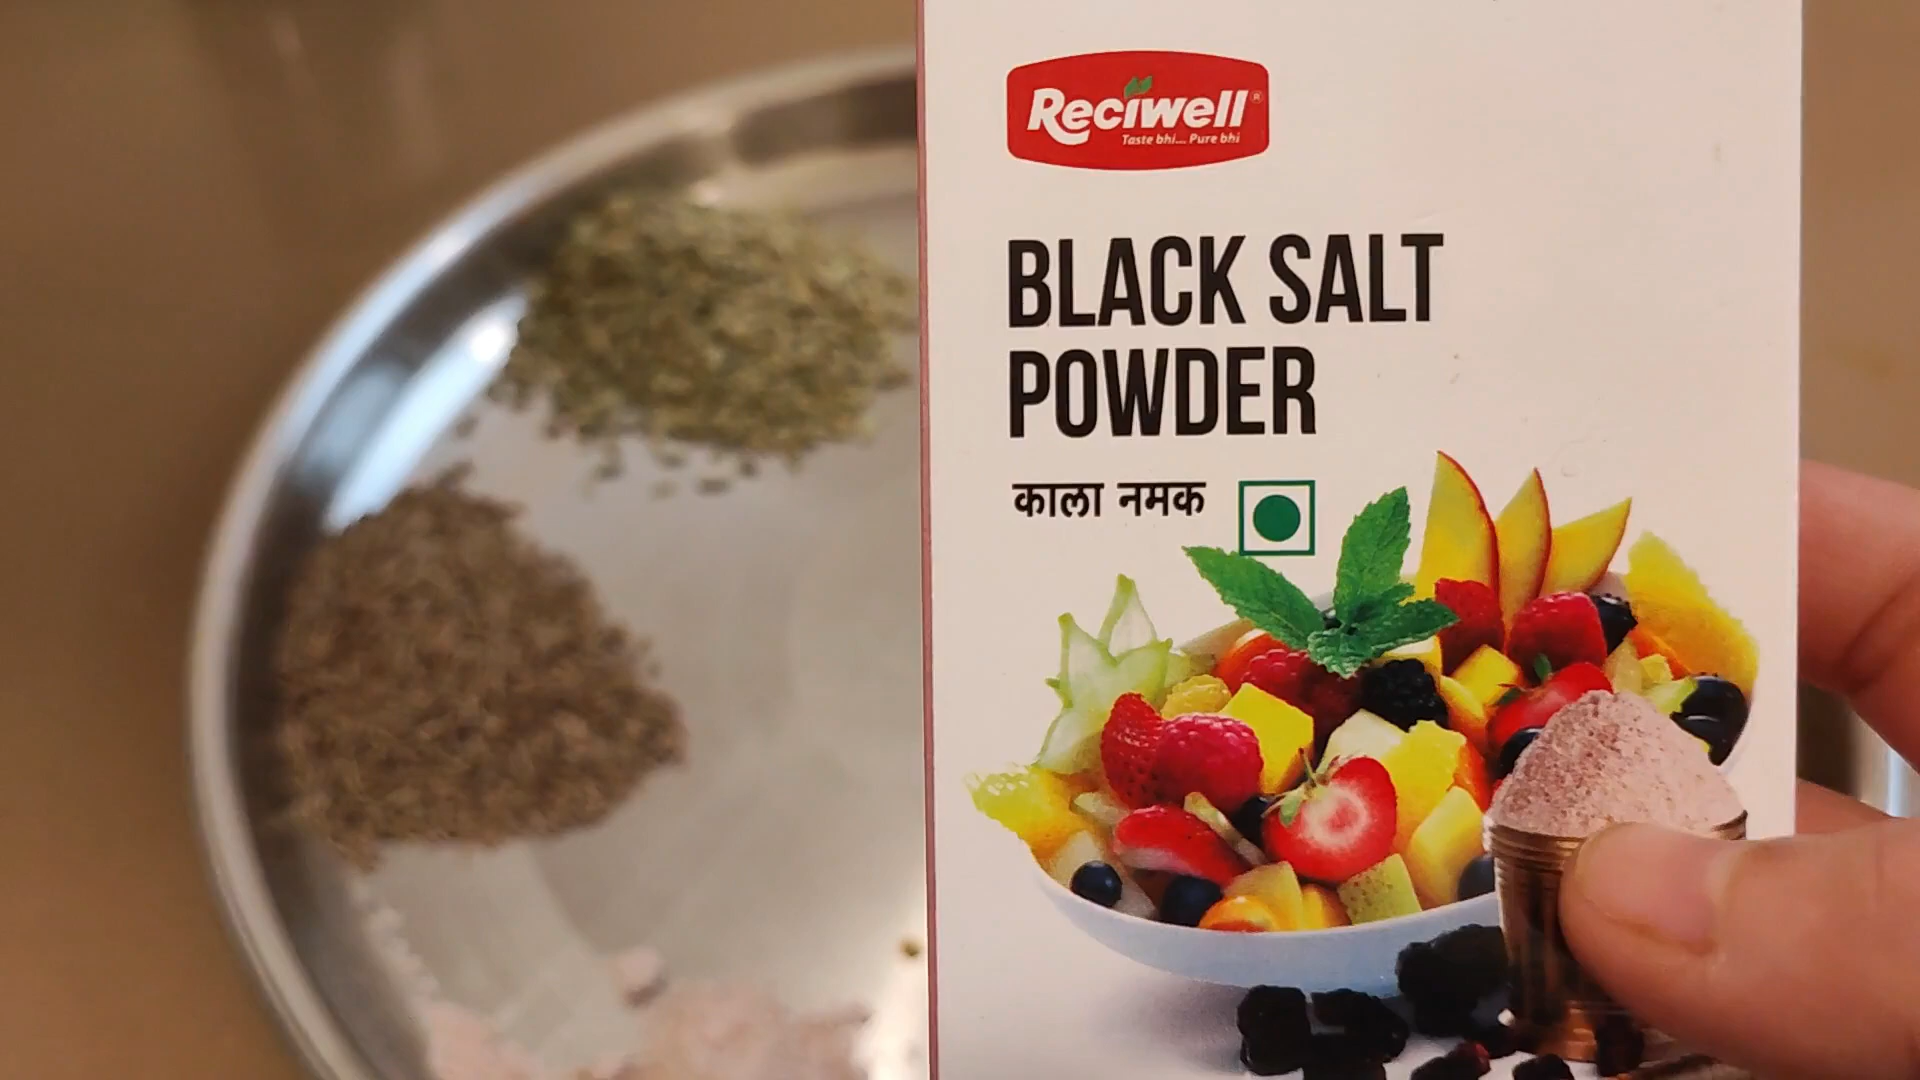 Reciwell®
Taste bhi... Pure bhi
BLACK SALT
POWDER
काला नमक